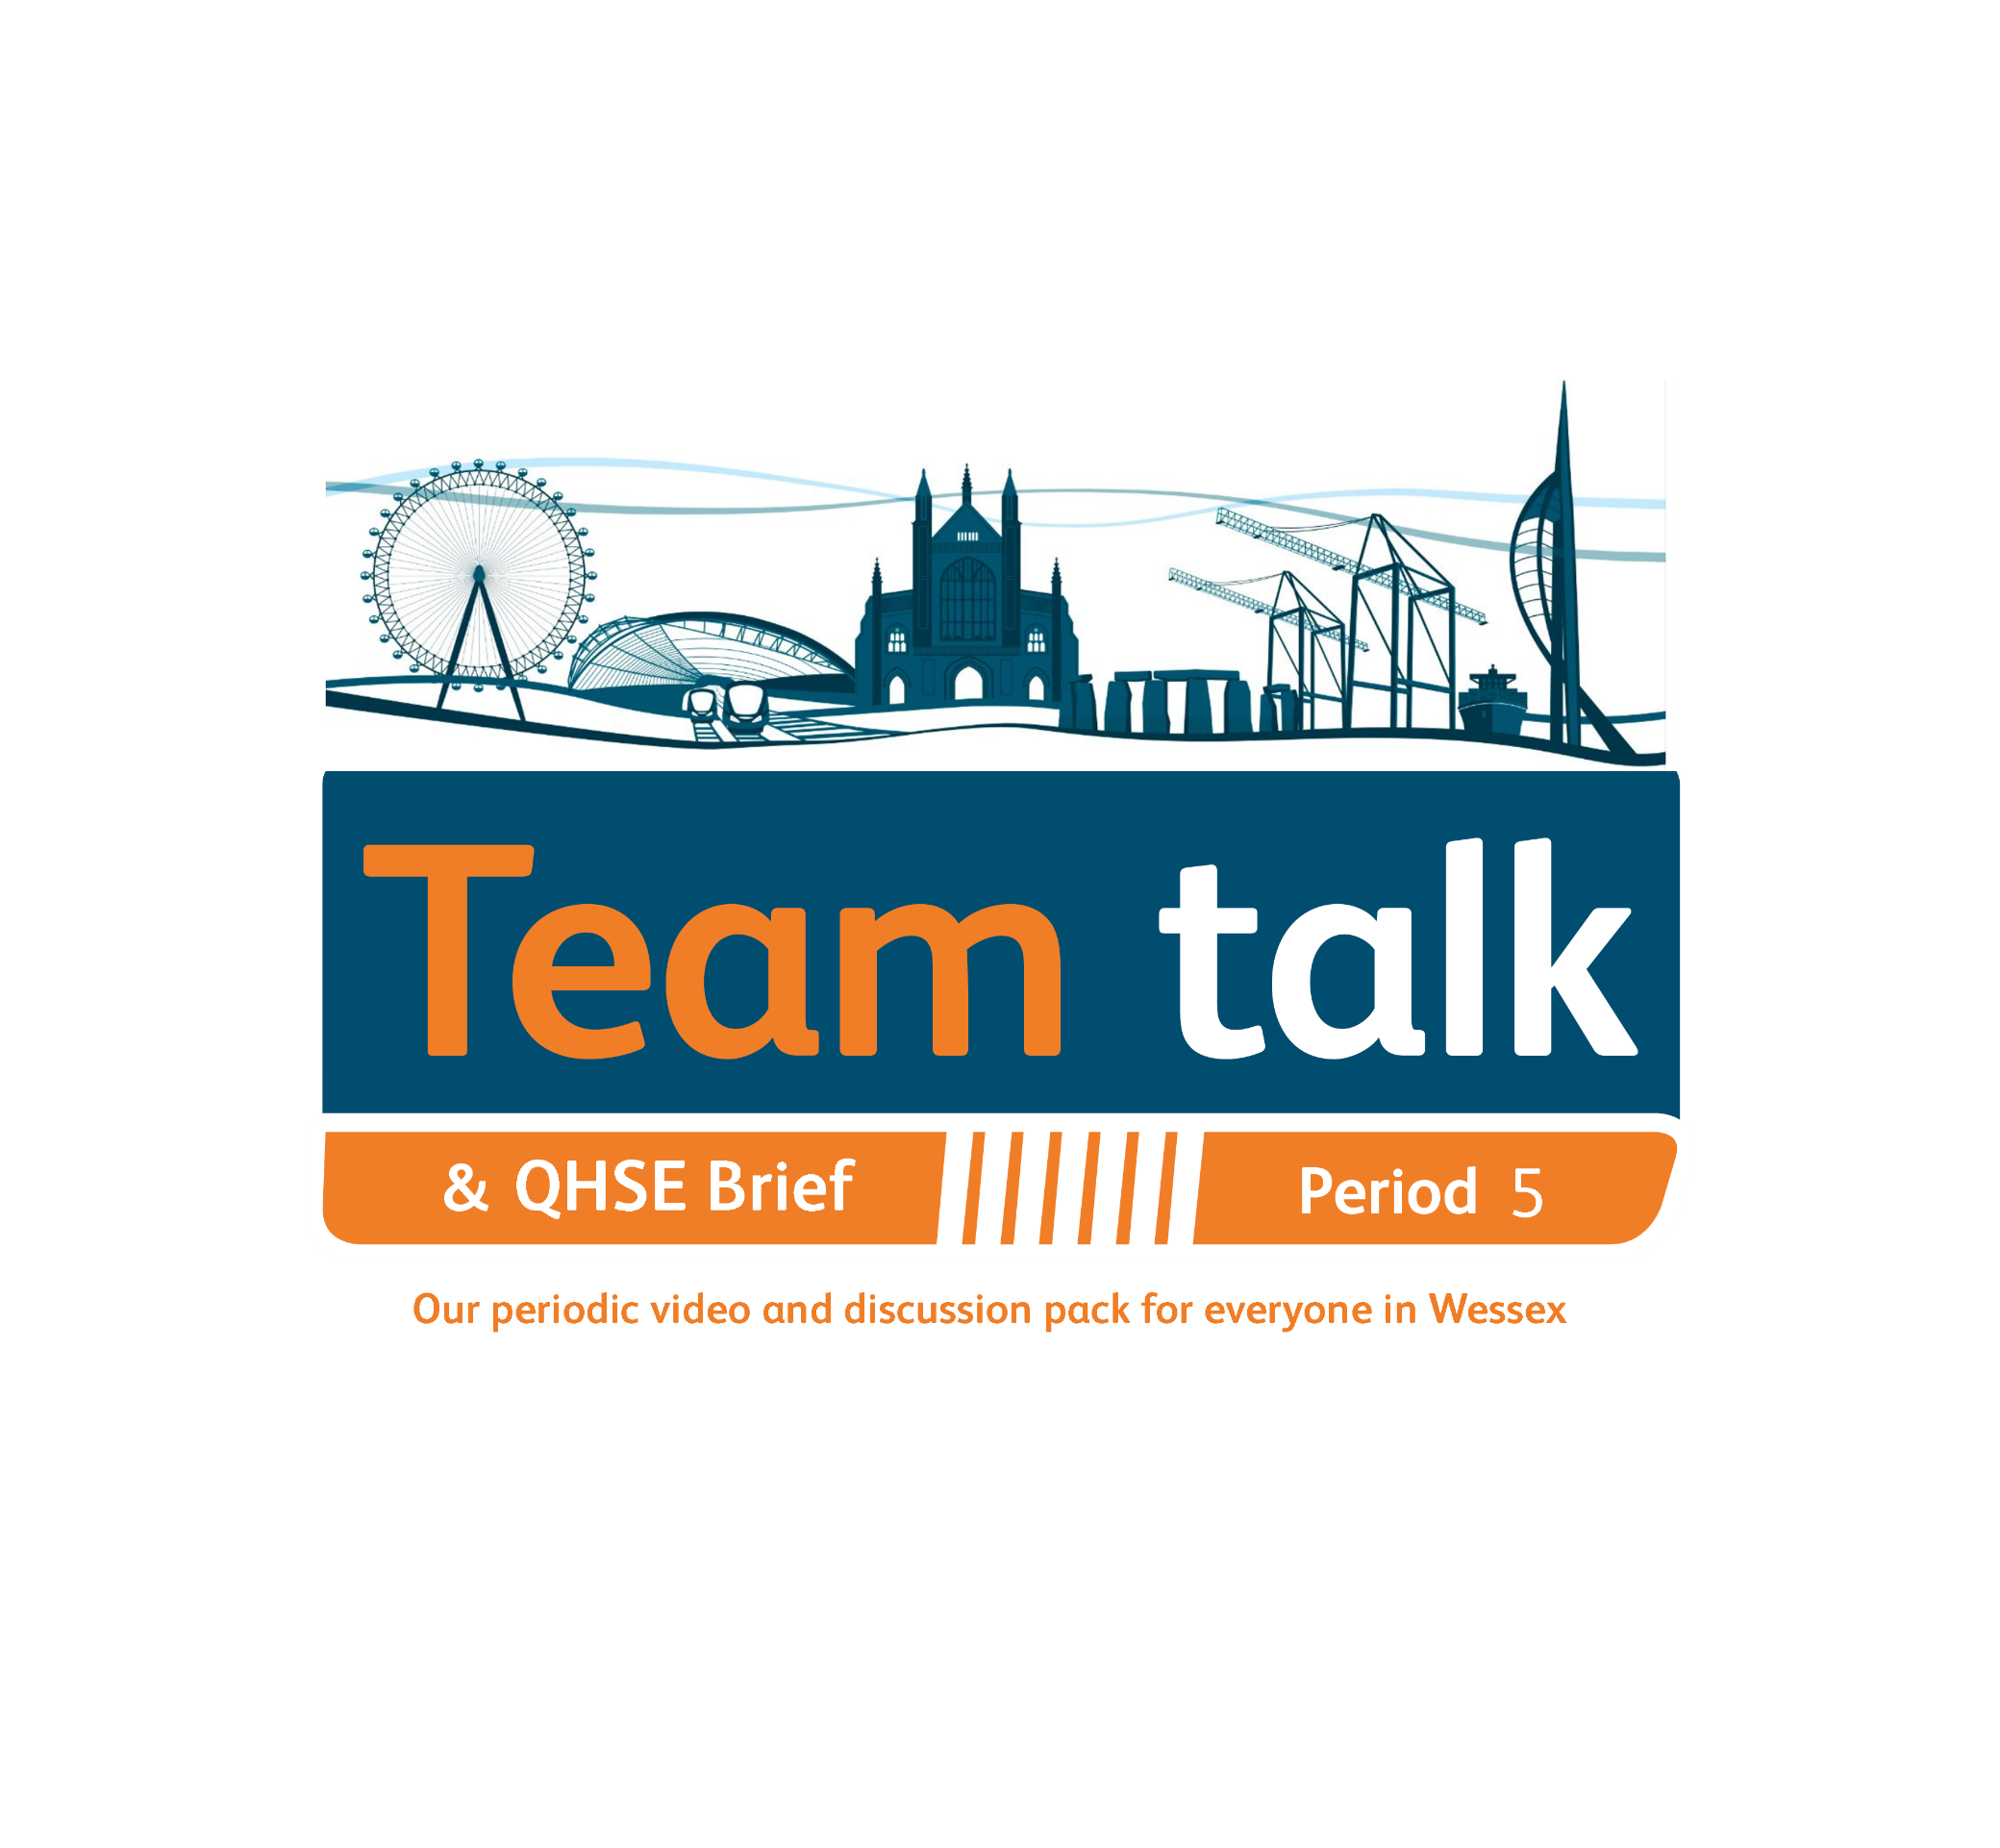 Team talk
& QHSE Brief Period 5
Our periodic video and discussion pack for everyone in Wessex